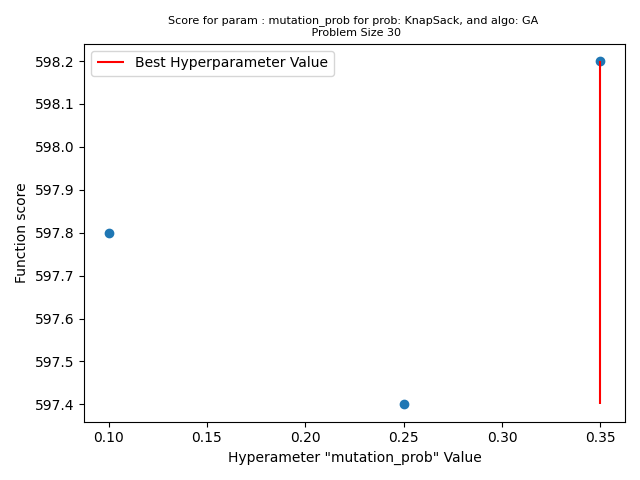 Score for param : mutation_prob for prob: KnapSack, and algo: GA
Problem Size 30
Best Hyperparameter Value
598.2
598.1
598.0
597.9
597.8
597.7
597.6
597.5
597.4
Function score
0.10 0.15 0.20 0.25 0.30 0.35
Hyperameter "mutation_prob" Value